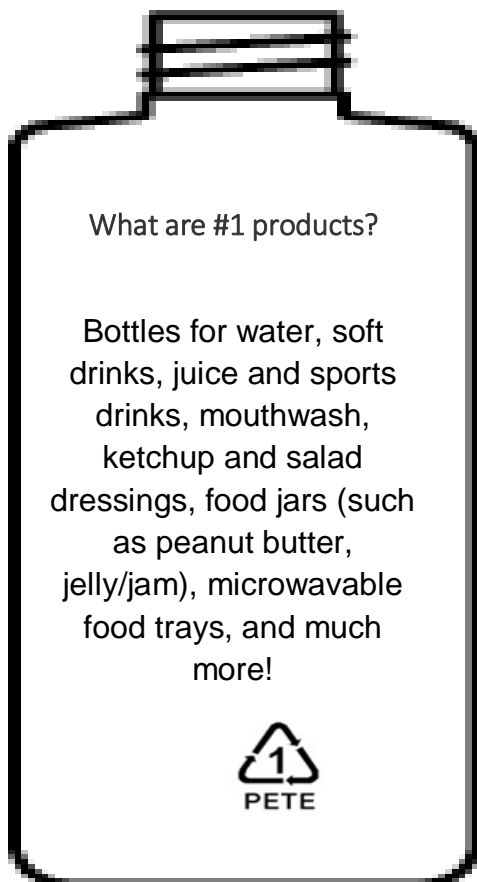 What are #1 products?
Bottles for water, soft
drinks, juice and sports
drinks, mouthwash,
ketchup and salad
dressings, food jars (such
as peanut butter,
jelly/jam), microwavable
food trays, and much
more!
1
PETE